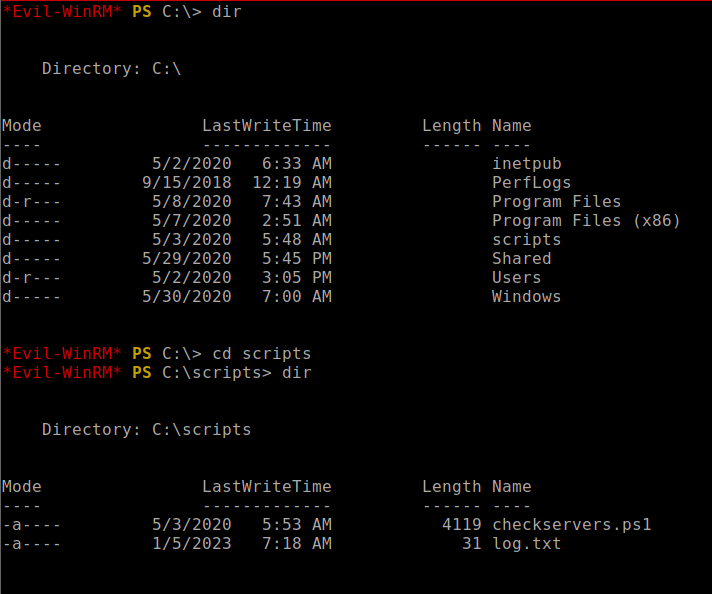 *Evil-WinRM* PS C:\> dir
Directory: C:\
Mode                LastWriteTime         Length Name
----                -------------         ------ ----
d-----         5/2/2020   6:33 AM                inetpub
d-----        9/15/2018  12:19 AM                PerfLogs
d-r---         5/8/2020   7:43 AM                Program Files
d-----         5/7/2020   2:51 AM                Program Files (x86)
d-----         5/3/2020   5:48 AM                scripts
d-----        5/29/2020   5:45 PM                Shared
d-r---         5/2/2020   3:05 PM                Users
d-----        5/30/2020   7:00 AM                Windows
*Evil-WinRM* PS C:\> cd scripts
*Evil-WinRM* PS C:\scripts> dir
Directory: C:\scripts
Mode                LastWriteTime         Length Name
----                -------------         ------ ----
-a----         5/3/2020   5:53 AM           4119 checkservers.ps1
-a----         1/5/2023   7:18 AM             31 log.txt